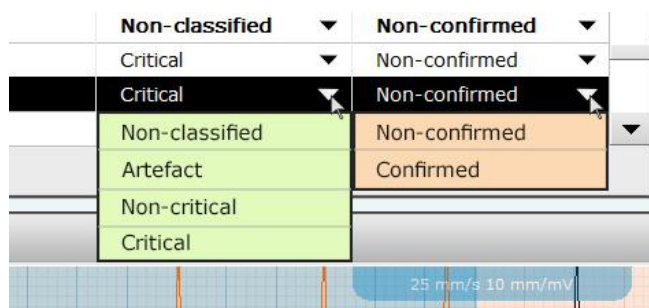 Non-classified Non-confirmed
Critical Non-confirmed
Critical Non-confirmed
Non-classified Non-confirmed
Artefact Confirmed
Non-critical
Critical
25 mm/s 10 mm/mV